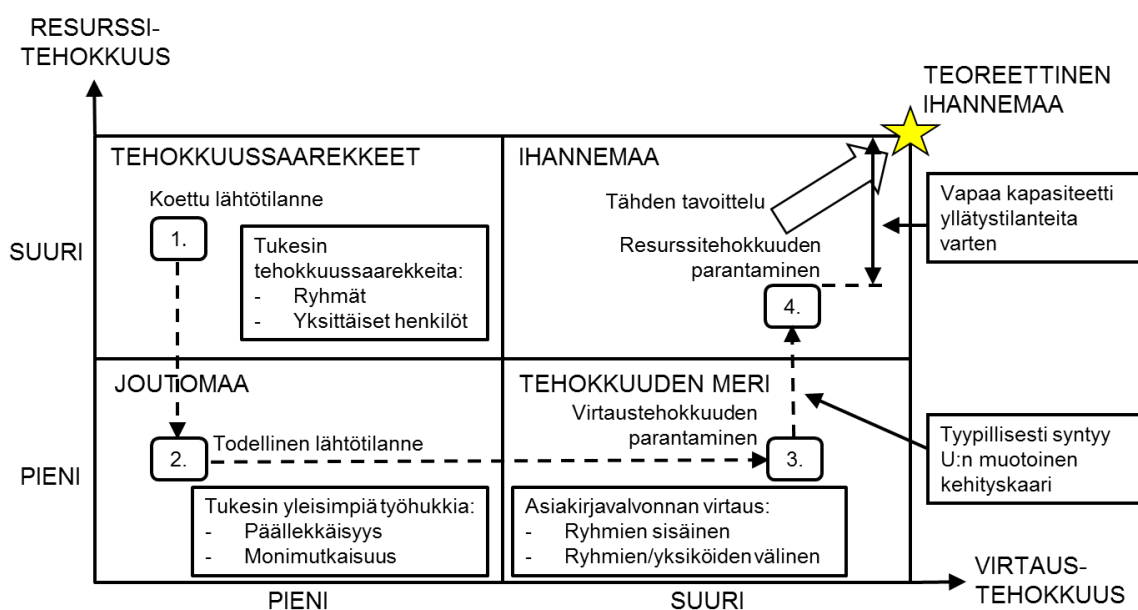 RESURSSI-
TEHOKKUUS
TEOREETTINEN
IHANNEMAA
TEHOKKUUSSAAREKKEET
Koettu lähtötilanne
1.
Tukesin
tehokkuussaarekkeita:
- Ryhmät
- Yksittäiset henkilöt
IHANNEMAA
Tähden tavoittelu
Resurssitehokkuuden
parantaminen
4.
Vapaa kapasiteetti
yllätystilanteita
varten
SUURI
JOUTOMAA
2.
Todellinen lähtötilanne
Tukesin yleisimpiä työhukkia:
- Päällekkäisyys
- Monimutkaisuus
TEHOKKUUDEN MERI
Virtaustehokkuuden
parantaminen
3.
Asiakirjavalvonnan virtaus:
- Ryhmien sisäinen
- Ryhmien/yksiköiden välinen
Tyypillisesti syntyy
U:n muotoinen
kehityskaari
PIENI
PIENI
SUURI
VIRTAUS-
TEHOKKUUS